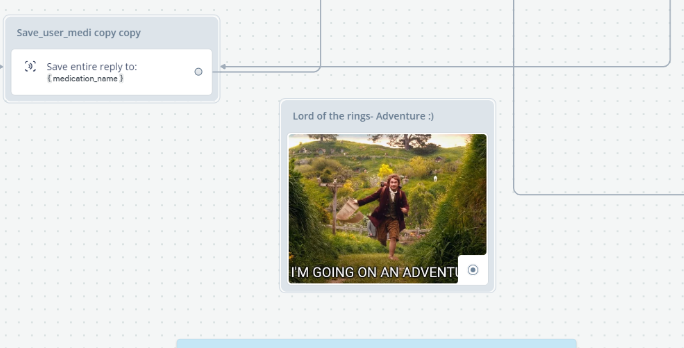 Save_user_medi copy copy
Save entire reply to:
{medication_name}
Lord of the rings- Adventure :)
I'M GOING ON AN ADVENTU